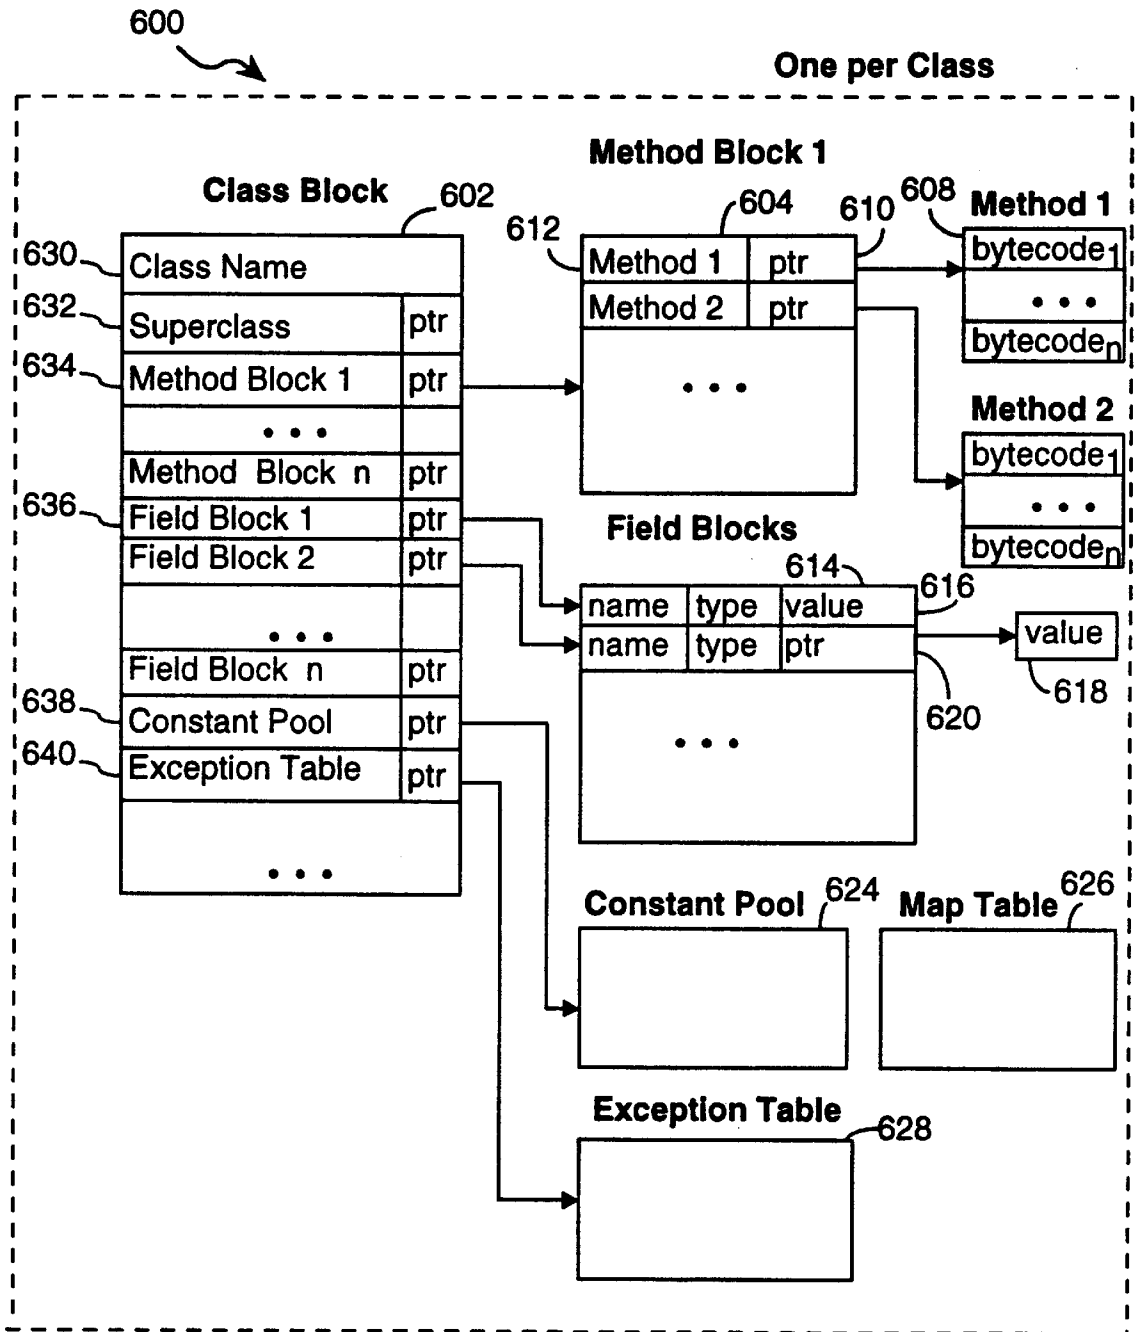 600
One per Class
Method Block 1
Class Block
602
604
610
608
Method 1
612
630
Class Name
Method 1 ptr
bytecode1
632
Superclass ptr
Method 2 ptr
• • •
bytecoden
634
Method Block 1 ptr
• • •
• • •
Method 2
Method Block n ptr
bytecode1
636
Field Block 1 ptr
• • •
Field Block 2 ptr
Field Blocks
bytecoden
614
616
name type value
• • •
name type ptr
value
Field Block n ptr
620
618
638
Constant Pool ptr
• • •
640
Exception Table ptr
• • •
Constant Pool
624
Map Table
626
Exception Table
628